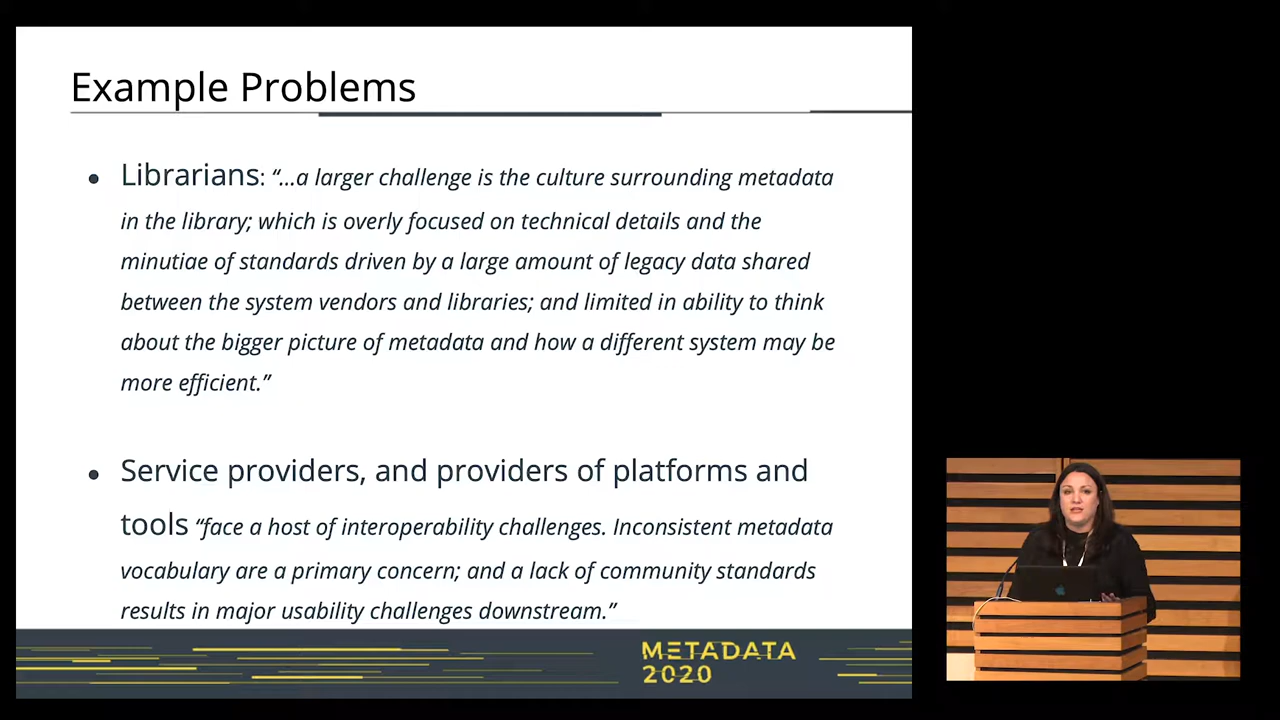 Example Problems
• Librarians: “...a larger challenge is the culture surrounding metadata
in the library; which is overly focused on technical details and the
minutiae of standards driven by a large amount of legacy data shared
between the system vendors and libraries; and limited in ability to think
about the bigger picture of metadata and how a different system may be
more efficient.”
• Service providers, and providers of platforms and
tools “face a host of interoperability challenges. Inconsistent metadata
vocabulary are a primary concern; and a lack of community standards
results in major usability challenges downstream.”
METADATA
2020